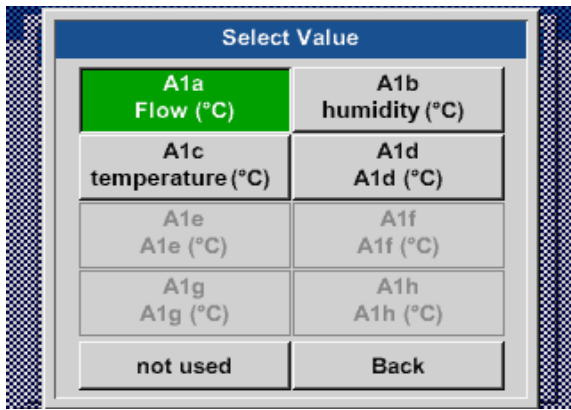 Select Value
A1a
Flow (°C)
A1b
humidity (°C)
A1c
temperature (°C)
A1d
A1d (°C)
A1e
A1e (°C)
A1f
A1f (°C)
A1g
A1g (°C)
A1h
A1h (°C)
not used
Back